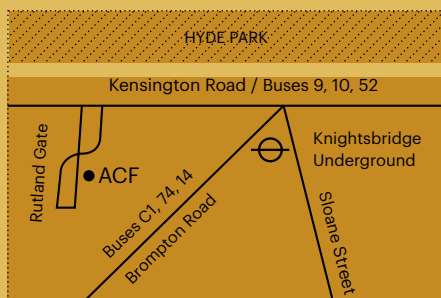 HYDE PARK
Kensington Road / Buses 9, 10, 52
Rutland Gate
ACF
Buses C1, 74, 14
Brompton Road
Knightsbridge
Underground
Sloane Street